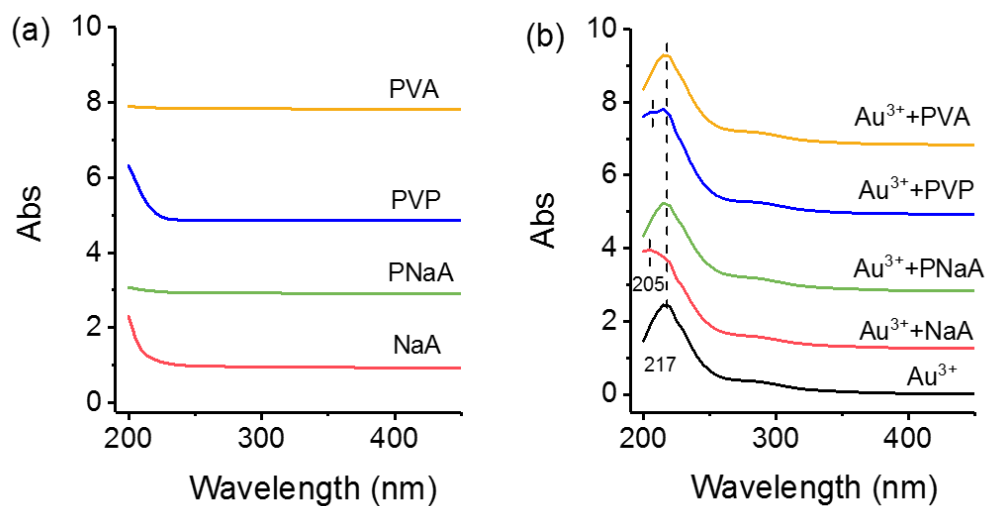 (a)
10
8
6
4
2
0
Abs
PVA
PVP
PNaA
NaA
200
300
400
Wavelength (nm)
(b)
10
8
6
4
2
0
Abs
Au³⁺+PVA
Au³⁺+PVP
Au³⁺+PNaA
205
Au³⁺+NaA
217
Au³⁺
200
300
400
Wavelength (nm)